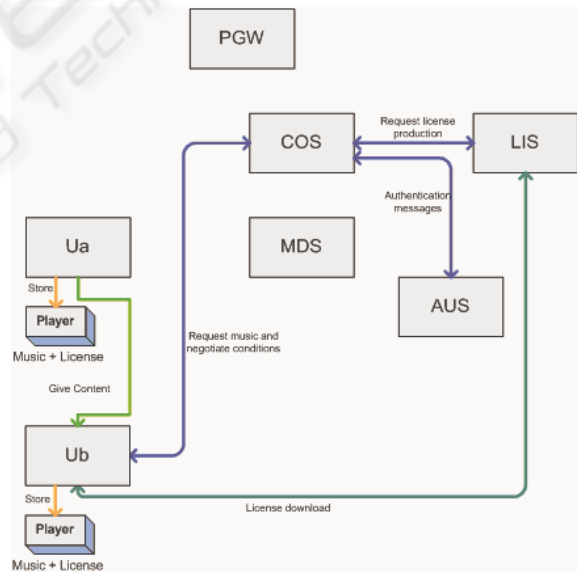 PGW
COS
Request license
production
LIS
Authentication
messages
Ua
MDS
AUS
Store
Player
Music + License
Request music and
negotiate conditions
Give Content
Ub
Store
License download
Player
Music + License